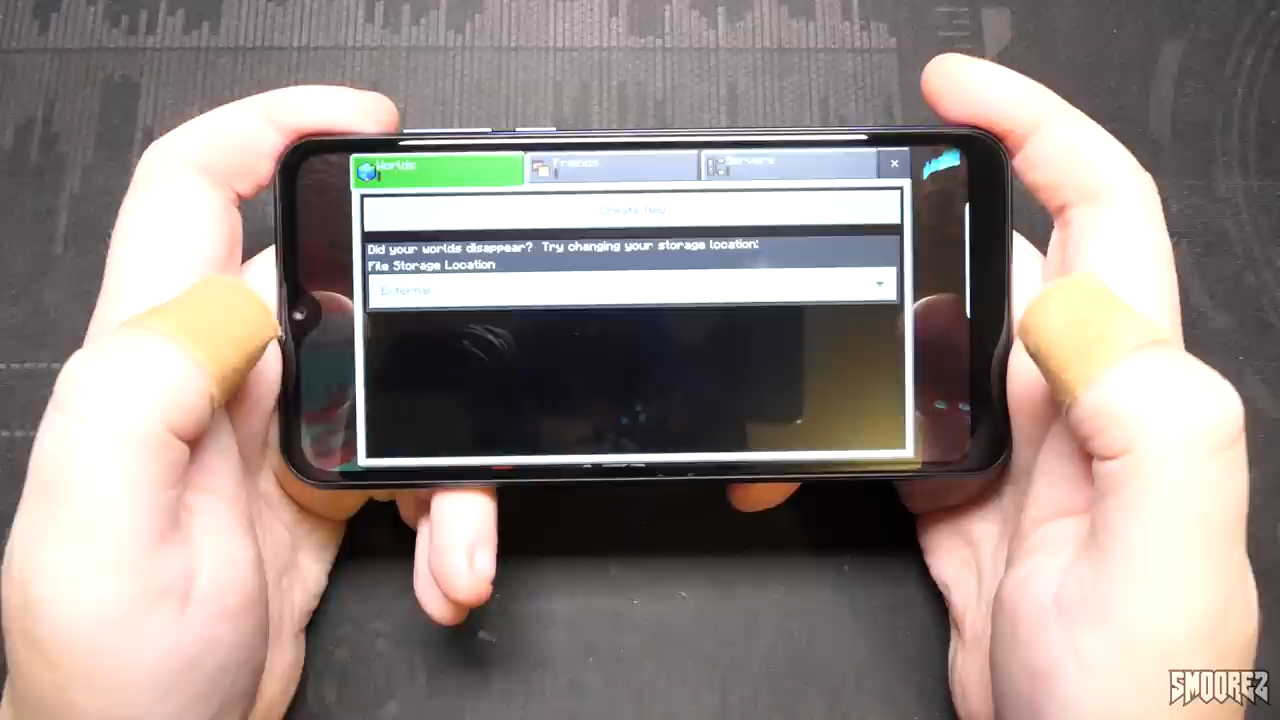 Worlds
Friends
Servers
Create New
Did your worlds disappear? Try changing your storage location!
File Storage Location
External
SMOOREZ